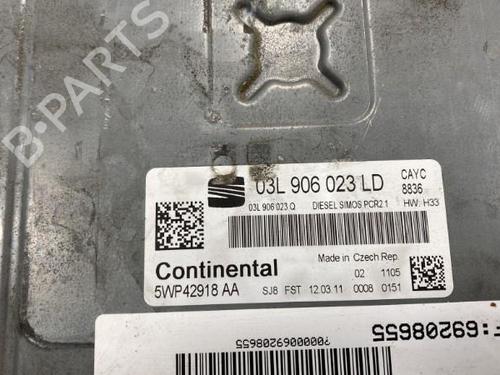 B-PARTS
03L 906 023 LD
CAYC
8836
03L 906 023 Q DIESEL SIMOS PCR2.1 HW: H33
Continental
Made in Czech Rep.
02 1105
5WP42918 AA SJ8 FST 12.03.11 0008 0151
F:69208655
?0000069208655